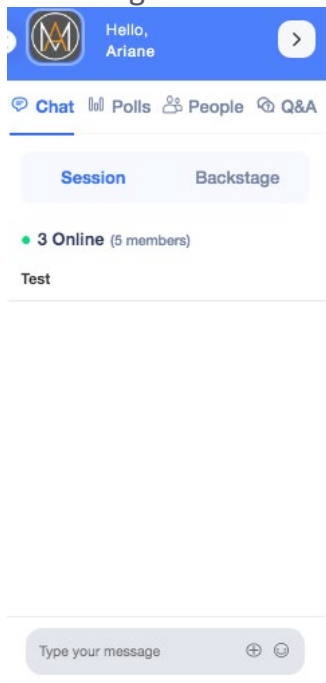 Hello,
Ariane
Chat Polls People Q&A
Session Backstage
3 Online (5 members)
Test
Type your message